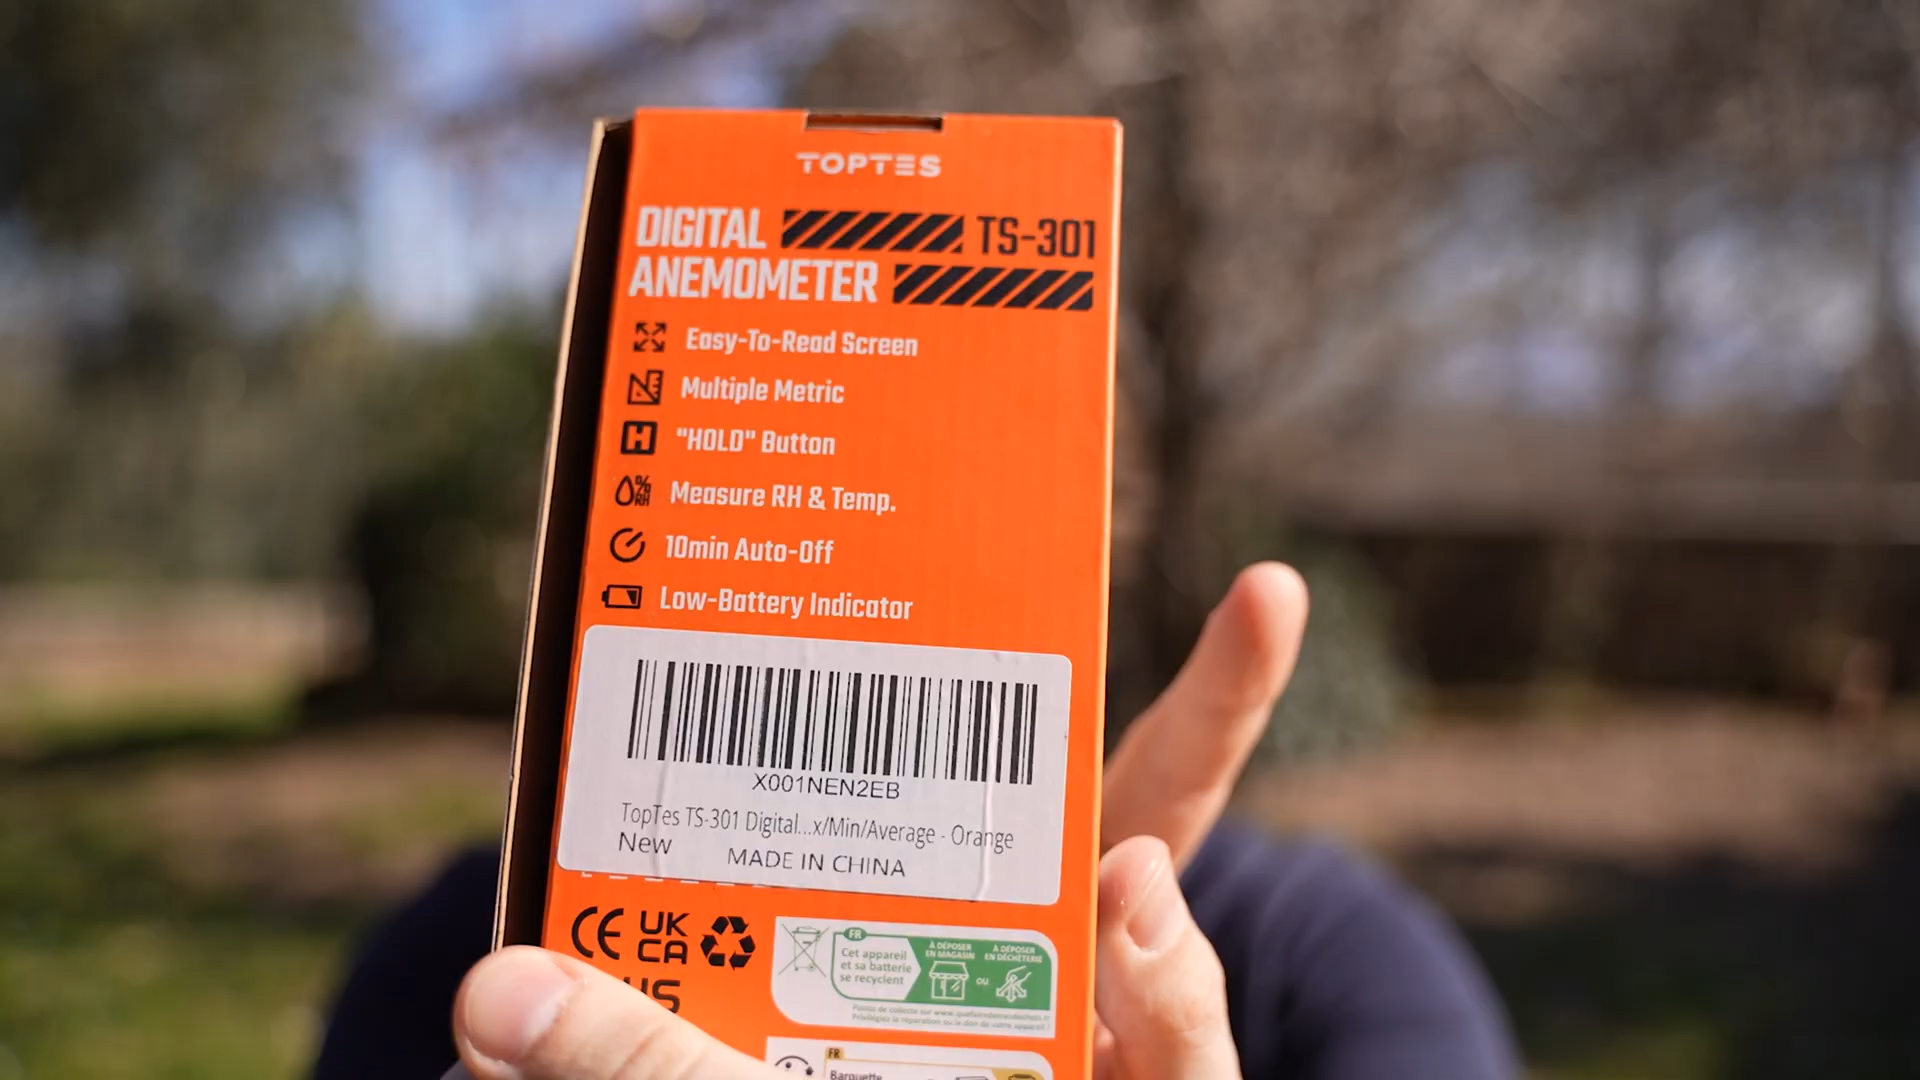 TOPTES
DIGITAL
ANEMOMETER
TS-301
Easy-To-Read Screen
Multiple Metric
H
"HOLD" Button
%
RH
Measure RH & Temp.
10min Auto-Off
Low-Battery Indicator
X001NEN2EB
TopTes TS-301 Digital...x/Min/Average - Orange
New
MADE IN CHINA
CE
UK
CA
FR
Cet appareil
et sa batterie
se recyclent
À DÉPOSER
EN MAGASIN
OU
À DÉPOSER
EN DÉCHÈTERIE
Points de collecte sur www.quefairedemesdechets.fr
Privilégiez la réparation ou le don de votre appareil !
FR
Barquette